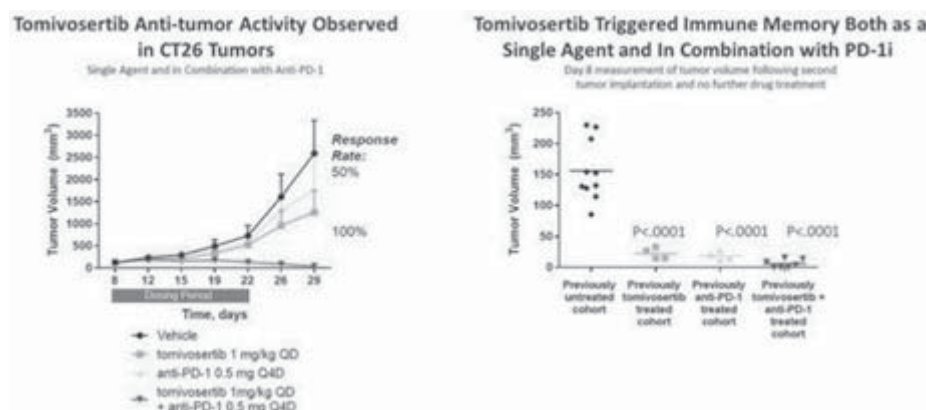 Tomivosertib Anti-tumor Activity Observed
in CT26 Tumors
Single Agent and in Combination with Anti-PD-1
Tumor Volume (mm³)
3500
3000
2500
2000
1500
1000
500
0
8 12 15 19 22 26 29
Dosing Period
Time, days
Response
Rate:
50%
100%
Vehicle
tomivosertib 1 mg/kg QD
anti-PD-1 0.5 mg Q4D
tomivosertib 1mg/kg QD
+ anti-PD-1 0.5 mg Q4D
Tomivosertib Triggered Immune Memory Both as a
Single Agent and In Combination with PD-1i
Day 8 measurement of tumor volume following second
tumor implantation and no further drug treatment
Tumor Volume (mm³)
250
200
150
100
50
0
P<.0001 P<.0001 P<.0001
Previously
untreated
cohort
Previously
tomivosertib
treated
cohort
Previously
anti-PD-1
treated
cohort
Previously
tomivosertib +
anti-PD-1
treated
cohort